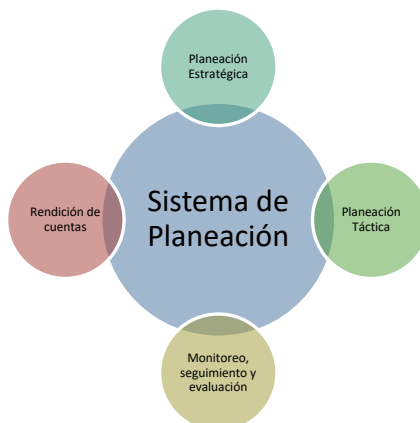 Planeación
Estratégica
Sistema de
Planeación
Rendición de
cuentas
Planeación
Táctica
Monitoreo,
seguimiento y
evaluación